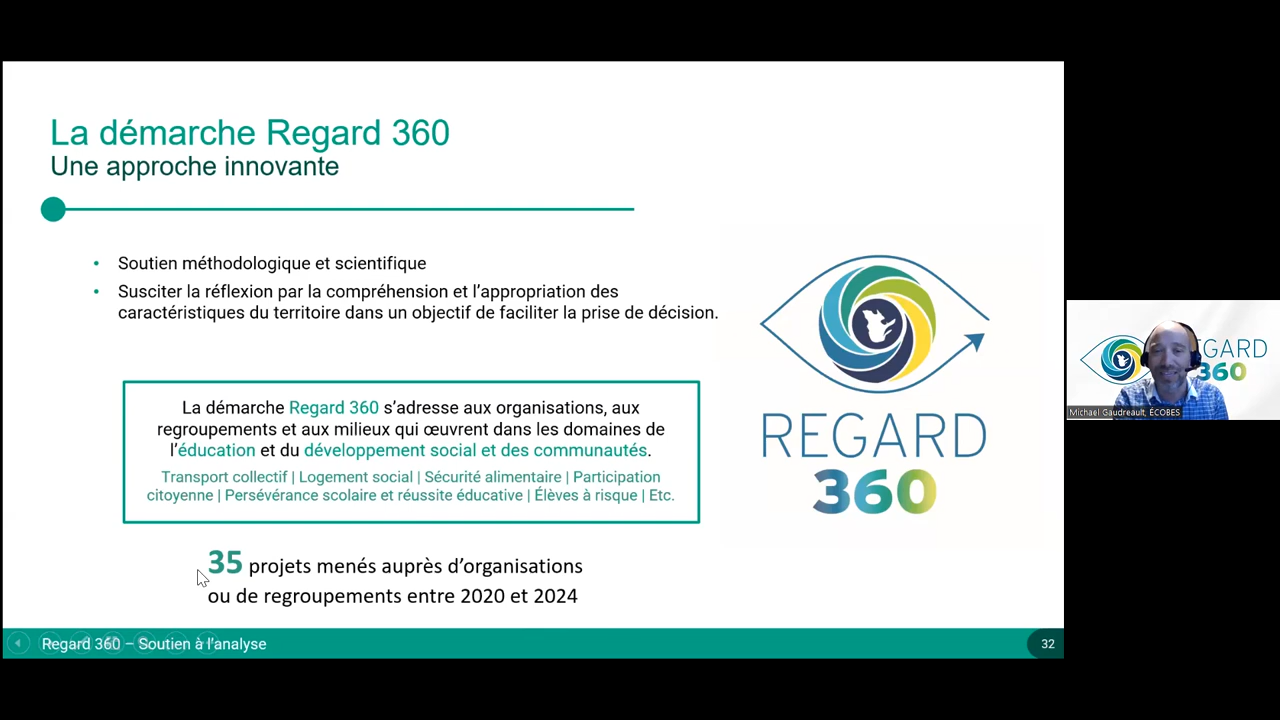 La démarche Regard 360
Une approche innovante
• Soutien méthodologique et scientifique
• Susciter la réflexion par la compréhension et l’appropriation des
caractéristiques du territoire dans un objectif de faciliter la prise de décision.
La démarche Regard 360 s’adresse aux organisations, aux
regroupements et aux milieux qui œuvrent dans les domaines de
l’éducation et du développement social et des communautés.
Transport collectif | Logement social | Sécurité alimentaire | Participation
citoyenne | Persévérance scolaire et réussite éducative | Élèves à risque | Etc.
35 projets menés auprès d’organisations
ou de regroupements entre 2020 et 2024
REGARD
360
Regard 360 – Soutien à l’analyse
32
GARD
360
Michael Gaudreault, ÉCOBES